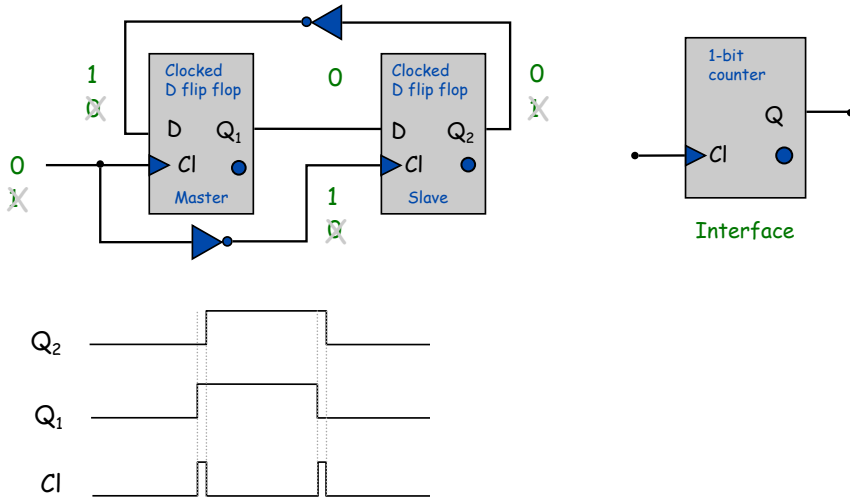 1
0
0
1
Clocked
D flip flop
D
Q1
Cl
Master
0
1
0
Clocked
D flip flop
D
Q2
Cl
Slave
0
1
1-bit
counter
Q
Cl
Interface
Q2
Q1
Cl